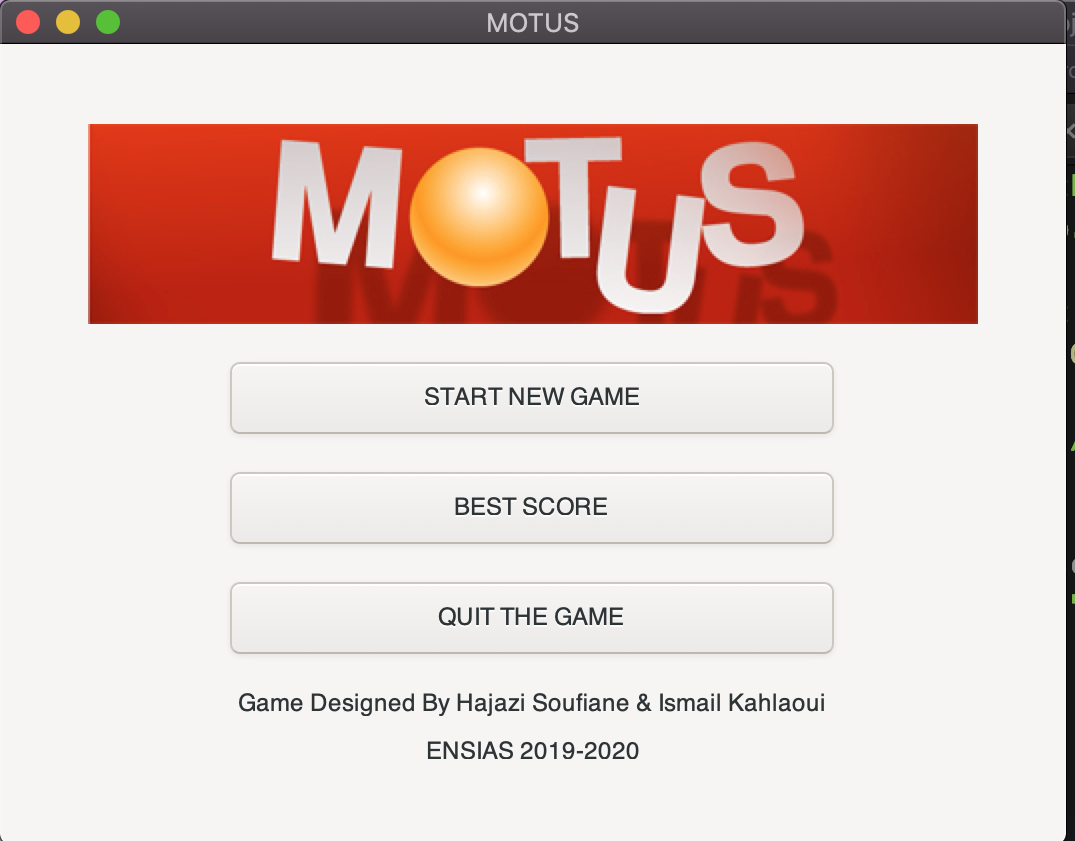 MOTUS
MOTUS
START NEW GAME
BEST SCORE
QUIT THE GAME
Game Designed By Hajazi Soufiane & Ismail Kahlaoui
ENSIAS 2019-2020